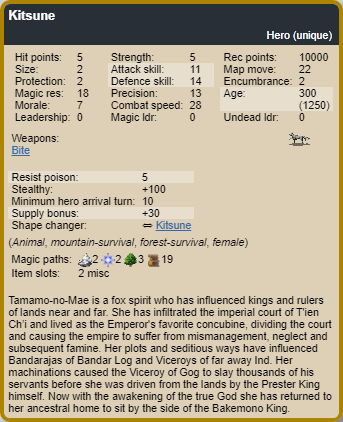 Kitsune
Hero (unique)
Hit points: 5 Strength: 5 Rec points: 10000
Size: 2 Attack skill: 11 Map move: 22
Protection: 2 Defence skill: 14 Encumbrance: 2
Magic res: 18 Precision: 13 Age: 300
Morale: 7 Combat speed: 28 (1250)
Leadership: 0 Magic ldr: 0 Undead ldr: 0
Weapons:
Bite
Resist poison: 5
Stealthy: +100
Minimum hero arrival turn: 10
Supply bonus: +30
Shape changer: ⇔ Kitsune
(Animal, mountain-survival, forest-survival, female)
Magic paths: 2 2 3 19
Item slots: 2 misc
Tamamo-no-Mae is a fox spirit who has influenced kings and rulers
of lands near and far. She has infiltrated the imperial court of T'ien
Ch'i and lived as the Emperor's favorite concubine, dividing the court
and causing the empire to suffer from mismanagement, neglect and
subsequent famine. Her plots and seditious ways have influenced
Bandarajas of Bandar Log and Viceroys of far away Ind. Her
machinations caused the Viceroy of Gog to slay thousands of his
servants before she was driven from the lands by the Prester King
himself. Now with the awakening of the true God she has returned to
her ancestral home to sit by the side of the Bakemono King.